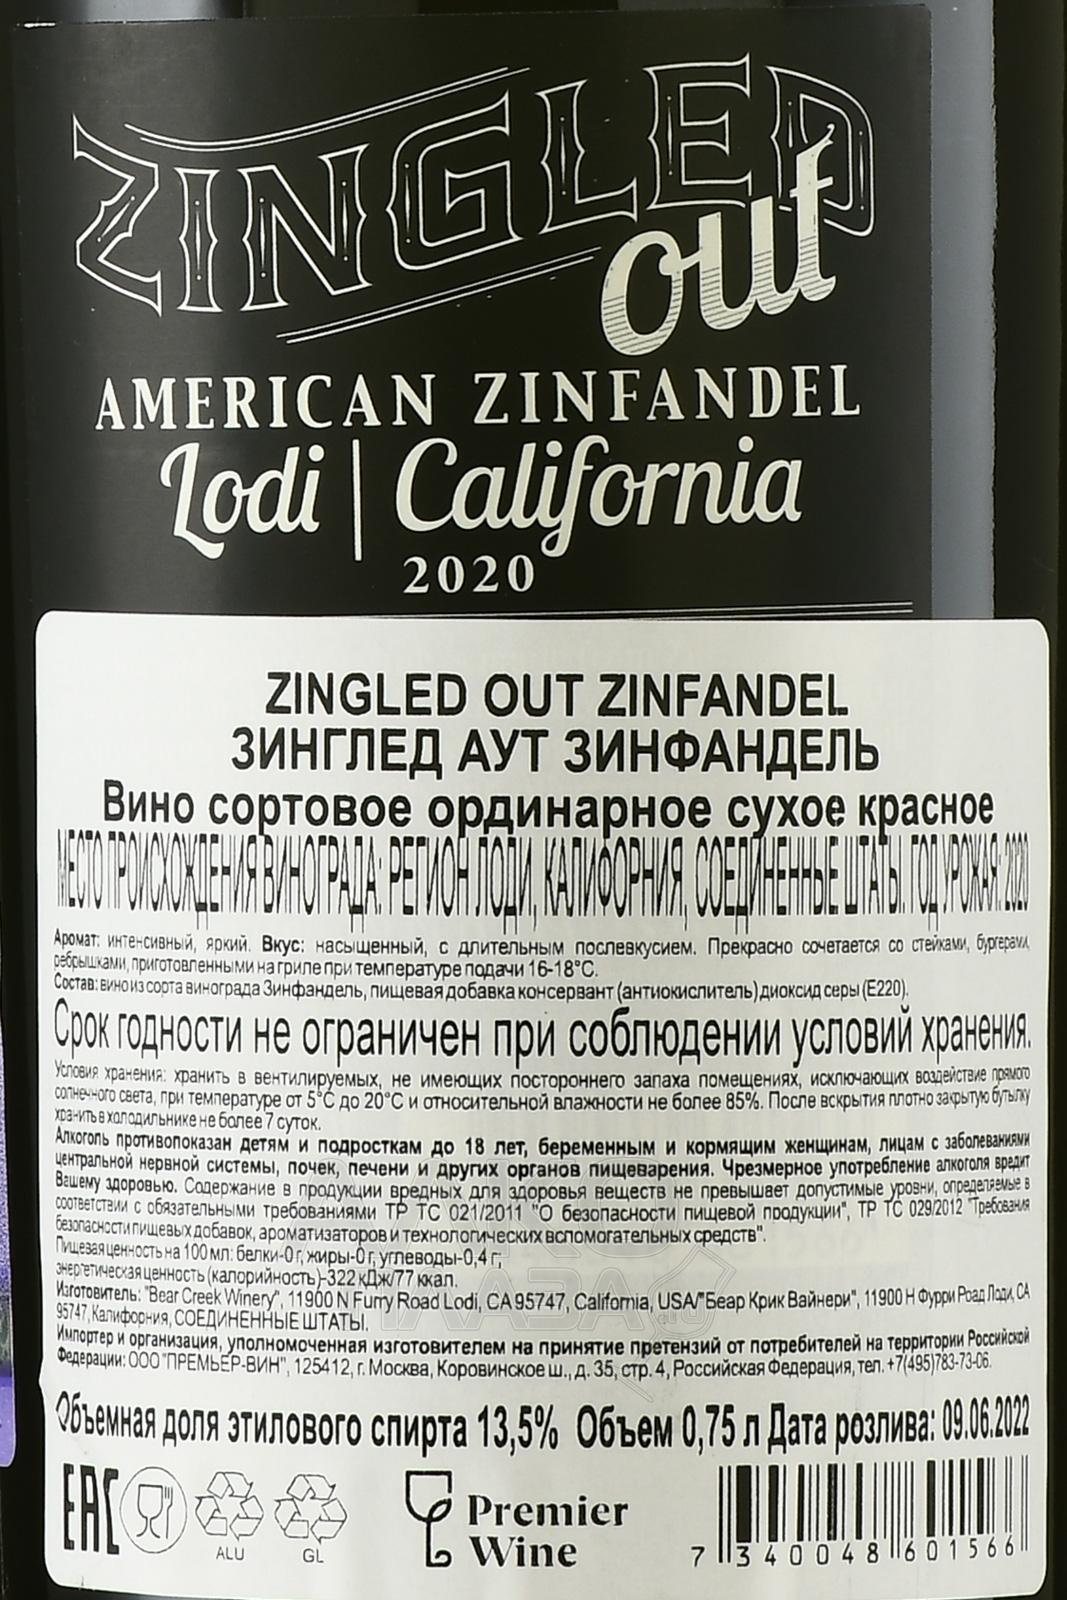 ZINGLED
out
AMERICAN ZINFANDEL
Lodi | California
2020
ZINGLED OUT ZINFANDEL
ЗИНГЛЕД АУТ ЗИНФАНДЕЛЬ
Вино сортовое ординарное сухое красное
МЕСТО ПРОИСХОЖДЕНИЯ ВИНОГРАДА: РЕГИОН ЛОДИ, КАЛИФОРНИЯ, СОЕДИНЕННЫЕ ШТАТЫ. ГОД УРОЖАЯ: 2020
Аромат: интенсивный, яркий. Вкус: насыщенный, с длительным послевкусием. Прекрасно сочетается со стейками, бургерами,
ребрышками, приготовленными на гриле при температуре подачи 16-18°С.
Состав: вино из сорта винограда Зинфандель, пищевая добавка консервант (антиокислитель) диоксид серы (Е220).
Срок годности не ограничен при соблюдении условий хранения.
Условия хранения: хранить в вентилируемых, не имеющих постороннего запаха помещениях, исключающих воздействие прямого
солнечного света, при температуре от 5°С до 20°С и относительной влажности не более 85%. После вскрытия плотно закрытую бутылку
хранить в холодильнике не более 7 суток.
Алкоголь противопоказан детям и подросткам до 18 лет, беременным и кормящим женщинам, лицам с заболеваниями
центральной нервной системы, почек, печени и других органов пищеварения. Чрезмерное употребление алкоголя вредит
Вашему здоровью. Содержание в продукции вредных для здоровья веществ не превышает допустимые уровни, определяемые в
соответствии с обязательными требованиями ТР ТС 021/2011 "О безопасности пищевой продукции", ТР ТС 029/2012 "Требования
безопасности пищевых добавок, ароматизаторов и технологических вспомогательных средств".
Пищевая ценность на 100 мл: белки-0 г, жиры-0 г, углеводы-0,4 г;
энергетическая ценность (калорийность)-322 кДж/77 ккал.
Изготовитель: "Bear Creek Winery", 11900 N Furry Road Lodi, CA 95747, California, USA/"Беар Крик Вайнери", 11900 Н Фурри Роад Лоди, СА
95747, Калифорния, СОЕДИНЕННЫЕ ШТАТЫ.
Импортер и организация, уполномоченная изготовителем на принятие претензий от потребителей на территории Российской
Федерации: ООО "ПРЕМЬЕР-ВИН", 125412, г. Москва, Коровинское ш., д. 35, стр. 4, Российская Федерация, тел. +7(495)783-73-06.
Объемная доля этилового спирта 13,5% Объем 0,75 л Дата розлива: 09.06.2022
EAC
ALU
GL
Premier
Wine
7 340048 601566